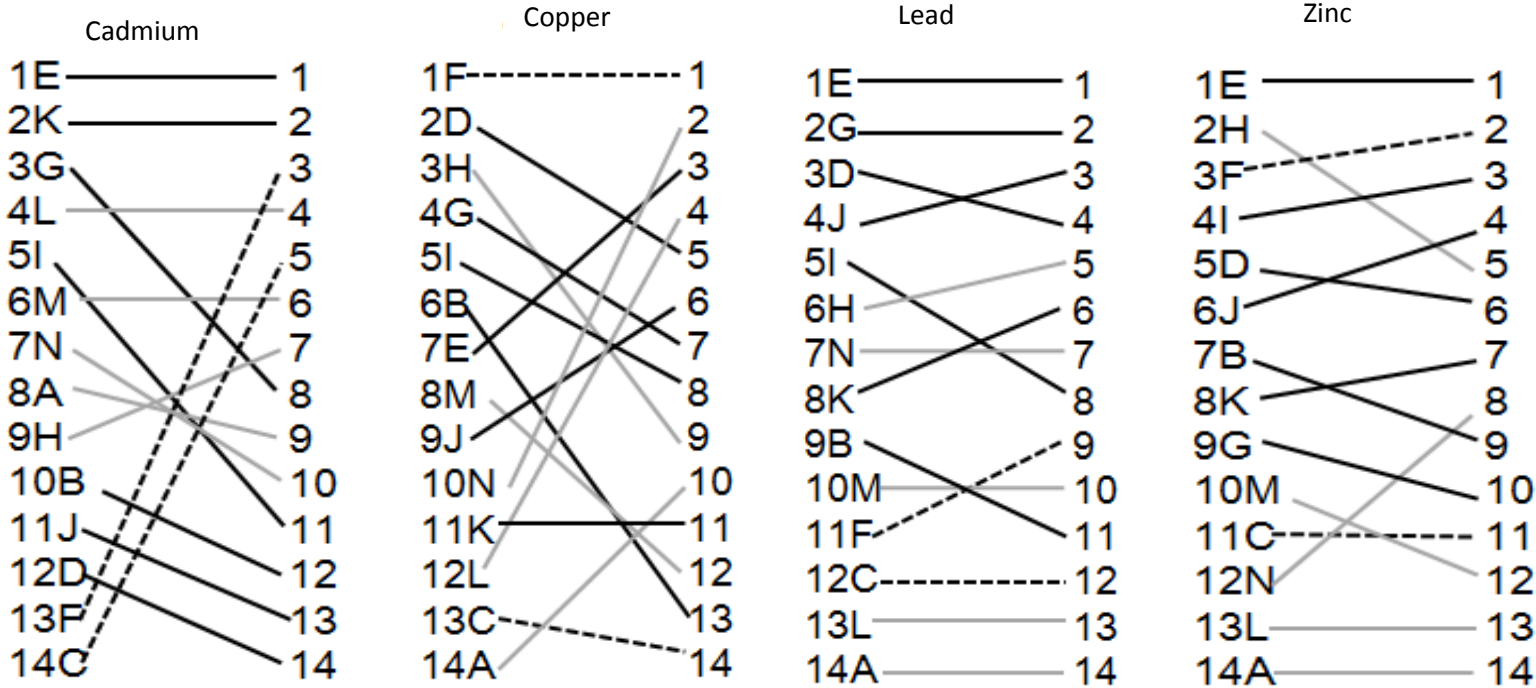 Cadmium Copper Lead Zinc
1E 1 1F 1 1E 1 1E 1
2K 2 2D 2 2G 2 2H 2
3G 3 3H 3 3D 3 3F 3
4L 4 4G 4 4J 4 4I 4
5I 5 5I 5 5I 5 5D 5
6M 6 6B 6 6H 6 6J 6
7N 7 7E 7 7N 7 7B 7
8A 8 8M 8 8K 8 8K 8
9H 9 9J 9 9B 9 9G 9
10B 10 10N 10 10M 10 10M 10
11J 11 11K 11 11F 11 11C 11
12D 12 12L 12 12C 12 12N 12
13F 13 13C 13 13L 13 13L 13
14C 14 14A 14 14A 14 14A 14